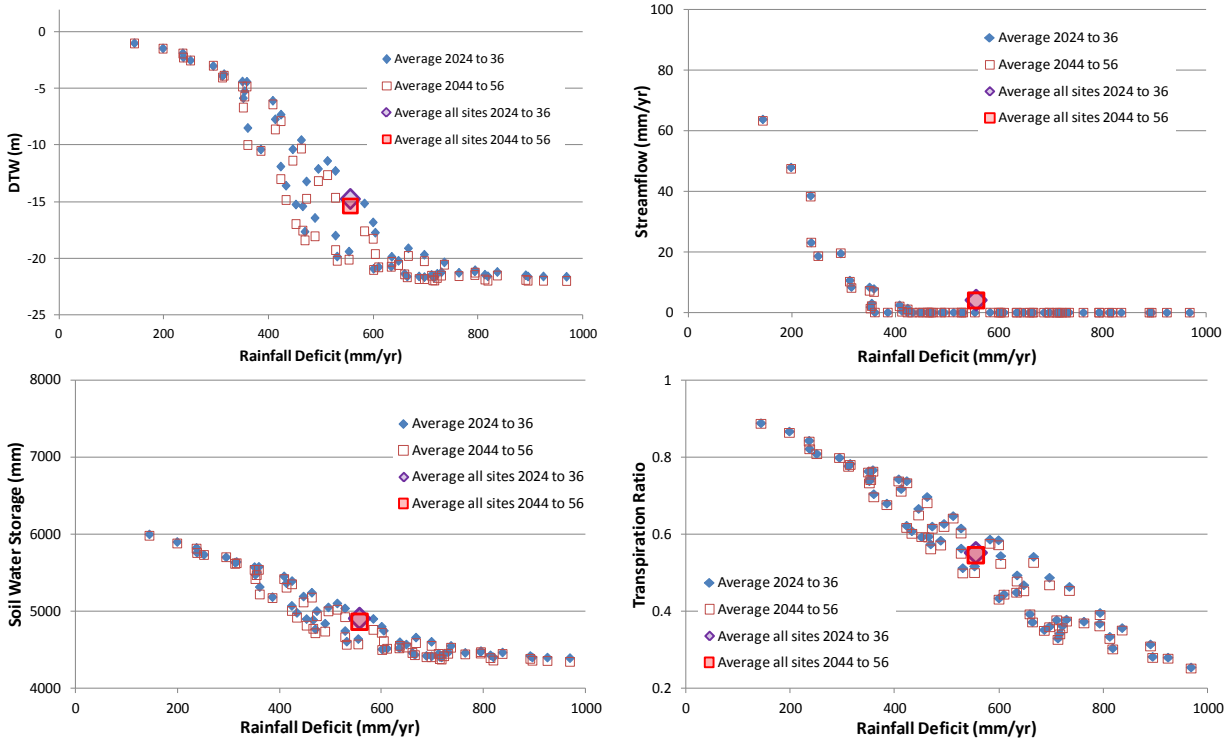 0
-5
-10
-15
-20
-25
DTW (m)
0
200
400
600
800
1000
Rainfall Deficit (mm/yr)
Average 2024 to 36
Average 2044 to 56
Average all sites 2024 to 36
Average all sites 2044 to 56
100
80
60
40
20
0
Streamflow (mm/yr)
0
200
400
600
800
1000
Rainfall Deficit (mm/yr)
Average 2024 to 36
Average 2044 to 56
Average all sites 2024 to 36
Average all sites 2044 to 56
8000
7000
6000
5000
4000
Soil Water Storage (mm)
0
200
400
600
800
1000
Rainfall Deficit (mm/yr)
Average 2024 to 36
Average 2044 to 56
Average all sites 2024 to 36
Average all sites 2044 to 56
1
0.8
0.6
0.4
0.2
Transpiration Ratio
0
200
400
600
800
1000
Rainfall Deficit (mm/yr)
Average 2024 to 36
Average 2044 to 56
Average all sites 2024 to 36
Average all sites 2044 to 56